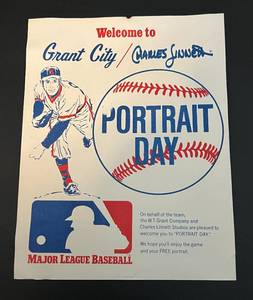 Welcome to
Grant City / Charles Linnett
PORTRAIT
DAY
On behalf of the team,
the W.T. Grant Company and
Charles Linnett Studios are pleased to
welcome you to "PORTRAIT DAY."
We hope you'll enjoy the game
and your FREE portrait.
MAJOR LEAGUE BASEBALL